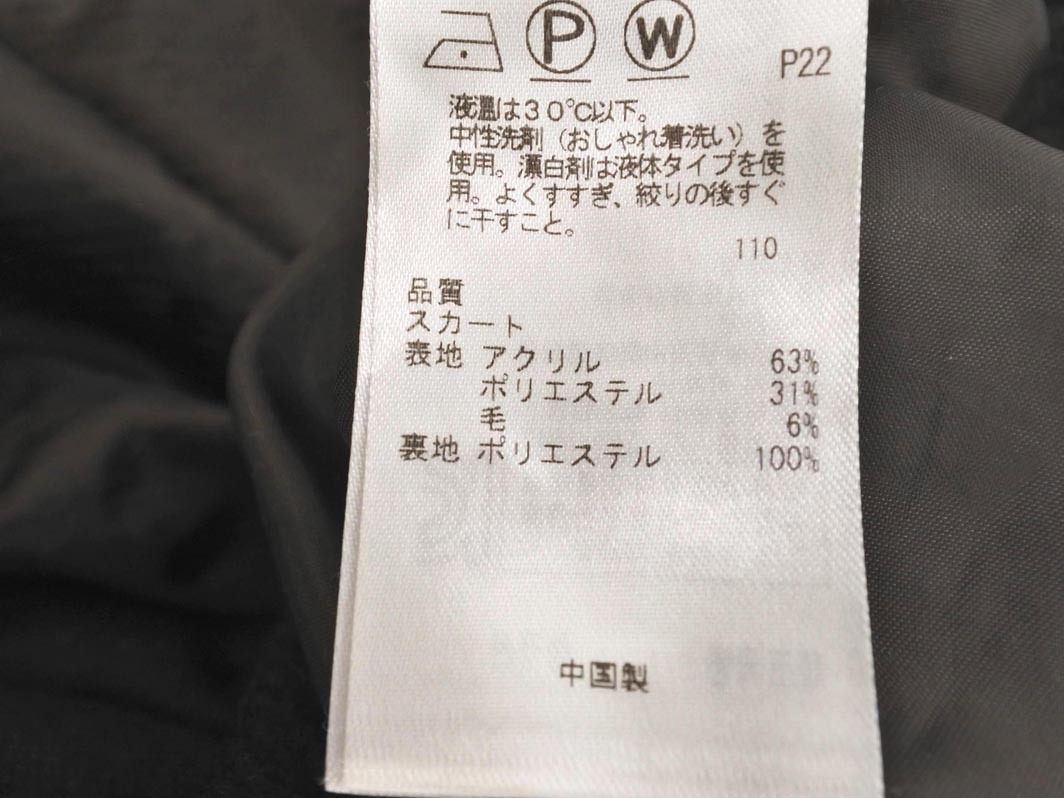 P W P22
液温は30℃以下。
中性洗剤（おしゃれ着洗い）を
使用。漂白剤は液体タイプを使
用。よくすすぎ、絞りの後すぐ
に干すこと。
110
品質
スカート
表地 アクリル 63%
ポリエステル 31%
毛 6%
裏地 ポリエステル 100%
中国製